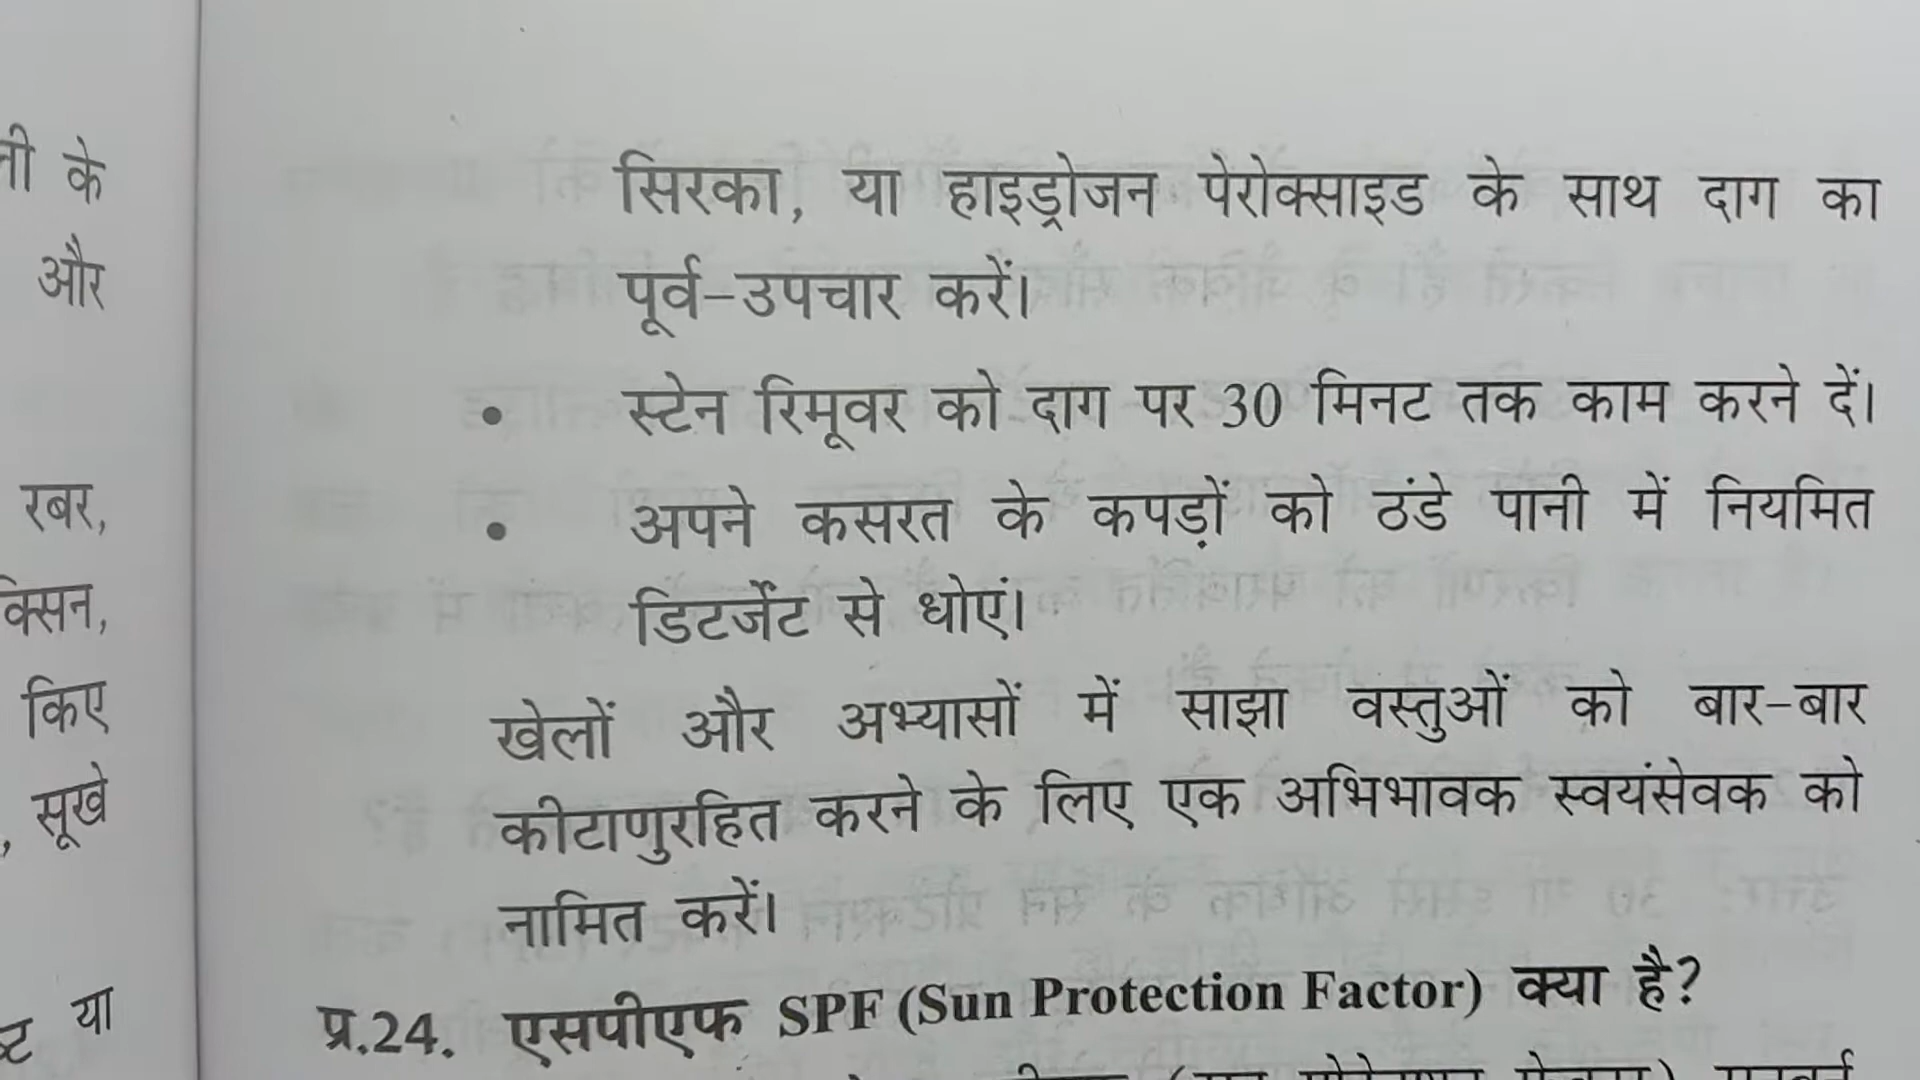 के
और
रबर,
क्सन,
किए
, सूखे
या
सिरका, या हाइड्रोजन पेरोक्साइड के साथ दाग का
पूर्व-उपचार करें।
• स्टेन रिमूवर को दाग पर 30 मिनट तक काम करने दें।
• अपने कसरत के कपड़ों को ठंडे पानी में नियमित
डिटर्जेंट से धोएं।
खेलों और अभ्यासों में साझा वस्तुओं को बार-बार
कीटाणुरहित करने के लिए एक अभिभावक स्वयंसेवक को
नामित करें।
प्र.24. एसपीएफ SPF (Sun Protection Factor) क्या है?